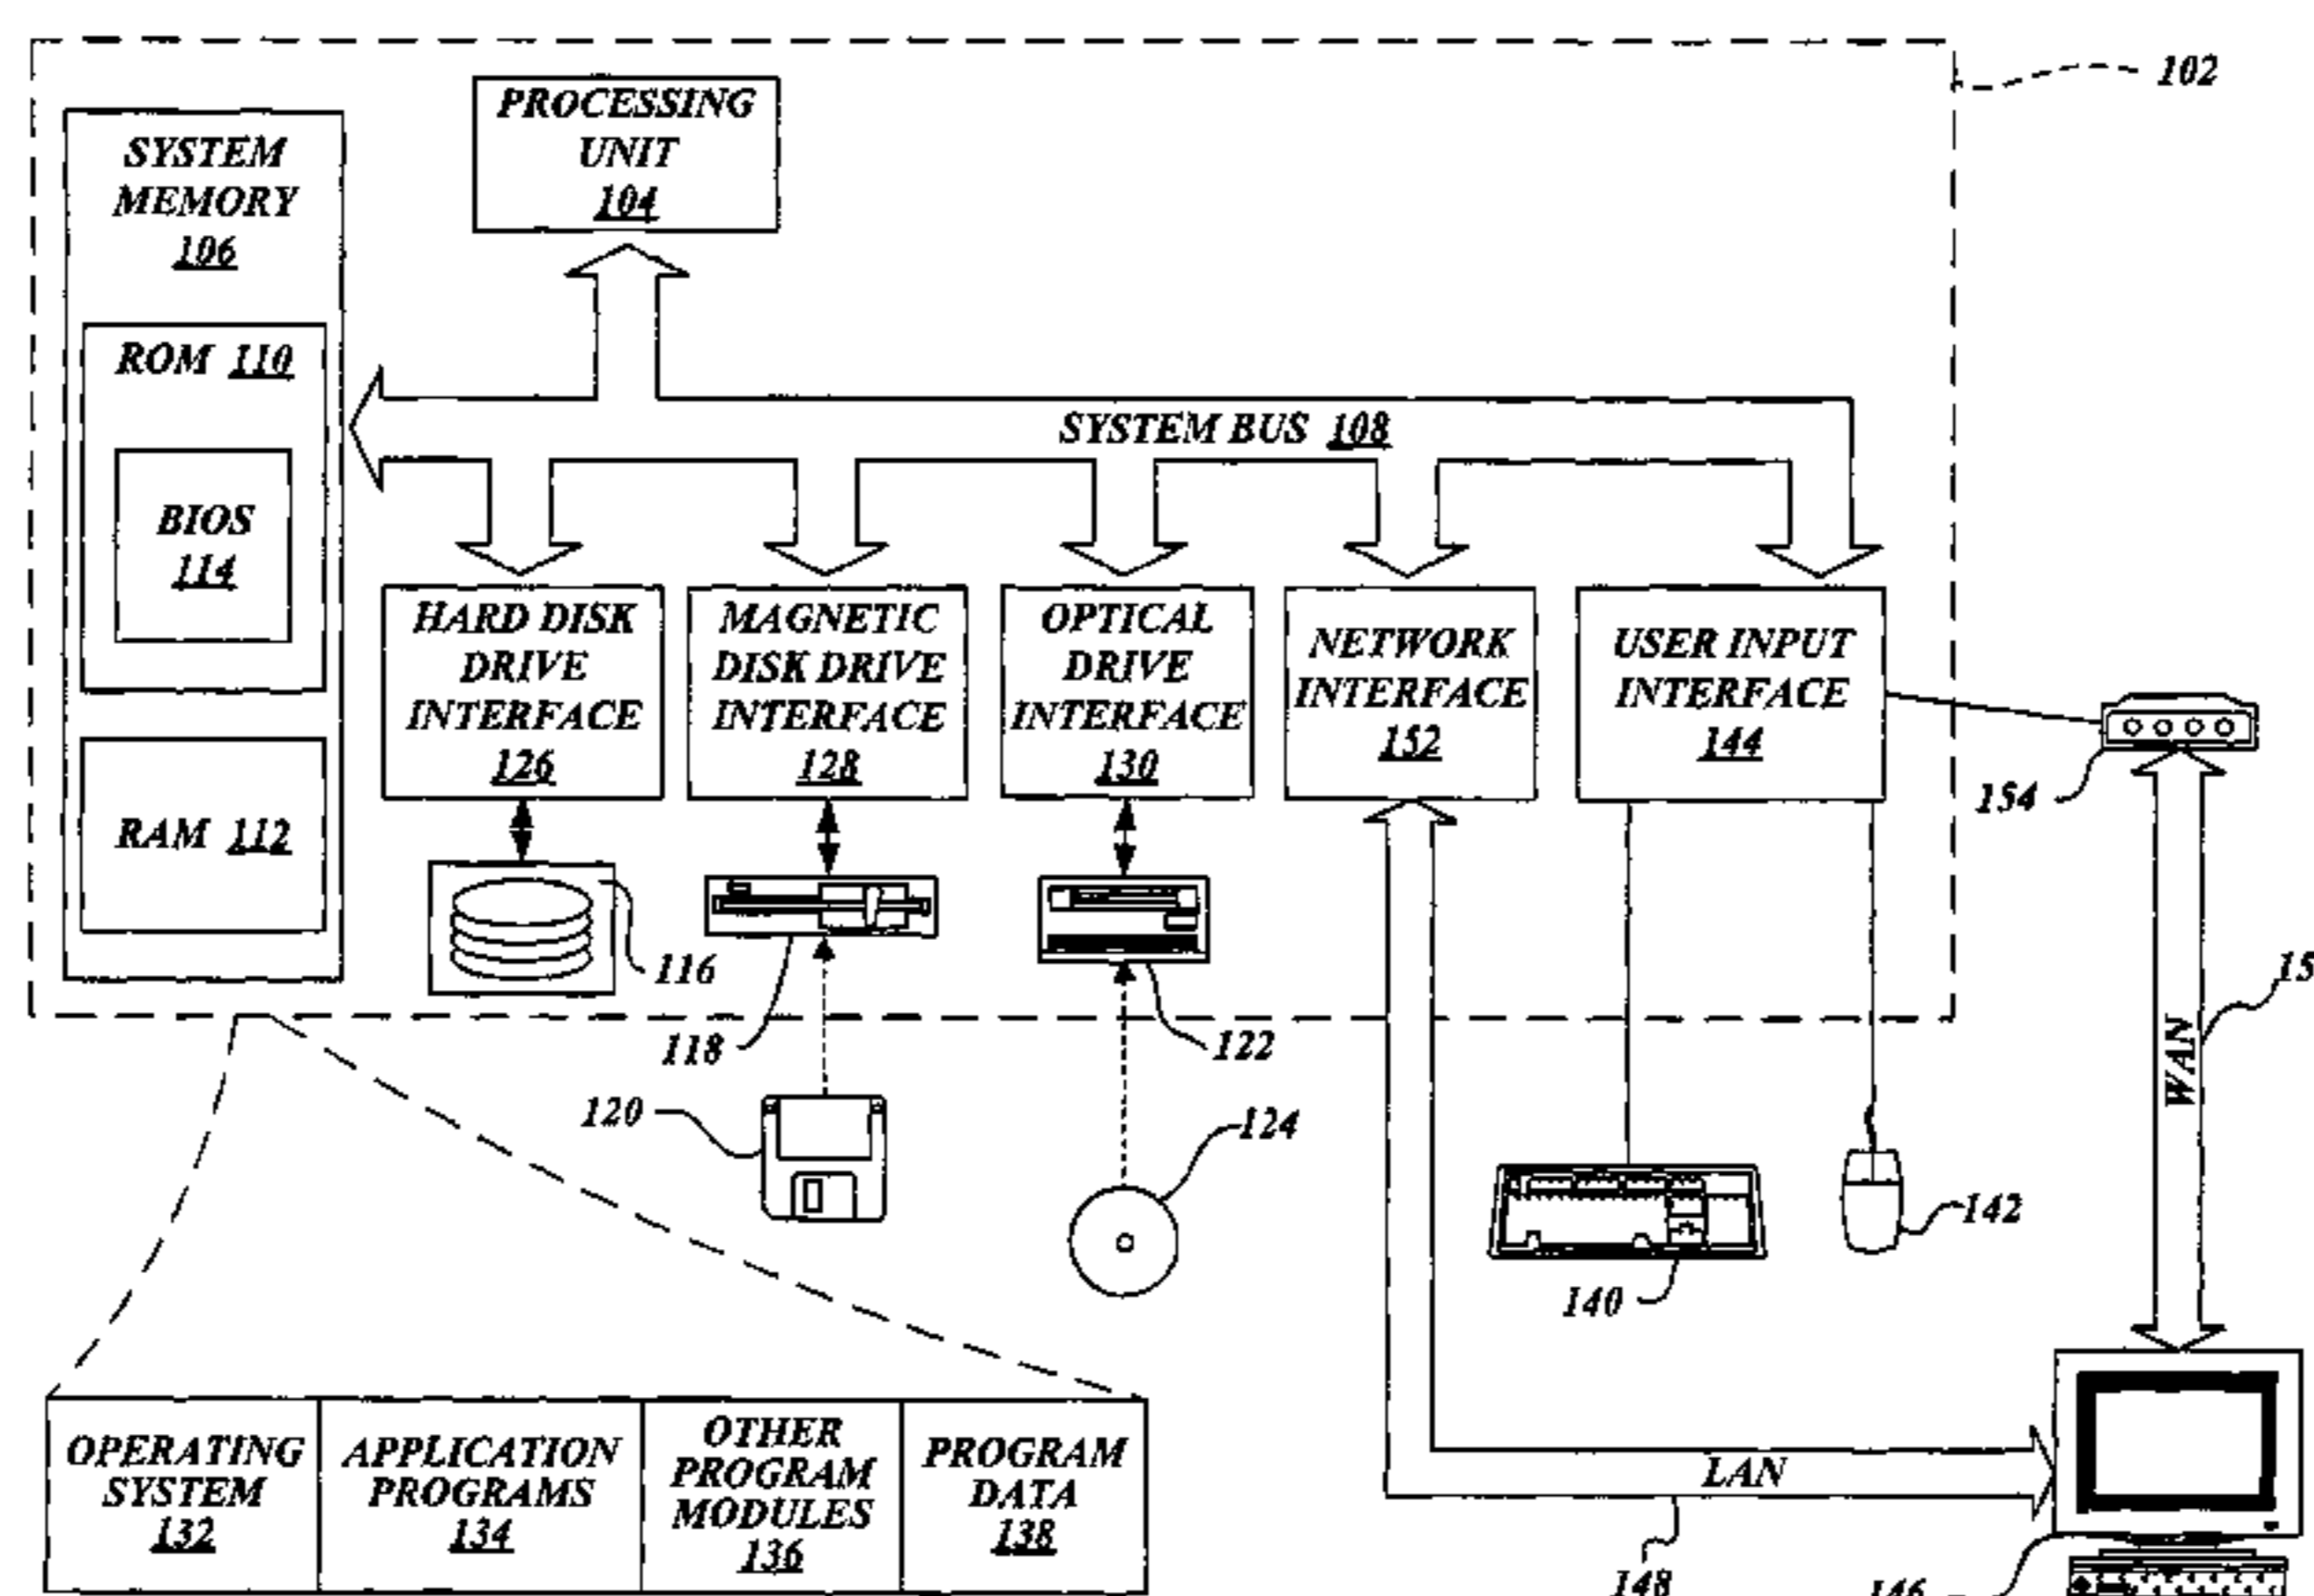 102
PROCESSING
UNIT
104
SYSTEM
MEMORY
106
ROM 110
BIOS
114
RAM 112
SYSTEM BUS 108
HARD DISK
DRIVE
INTERFACE
126
MAGNETIC
DISK DRIVE
INTERFACE
128
OPTICAL
DRIVE
INTERFACE
130
NETWORK
INTERFACE
152
USER INPUT
INTERFACE
144
154
116
118
122
15
WAN
120
124
142
140
OPERATING
SYSTEM
132
APPLICATION
PROGRAMS
134
OTHER
PROGRAM
MODULES
136
PROGRAM
DATA
138
LAN
148
146